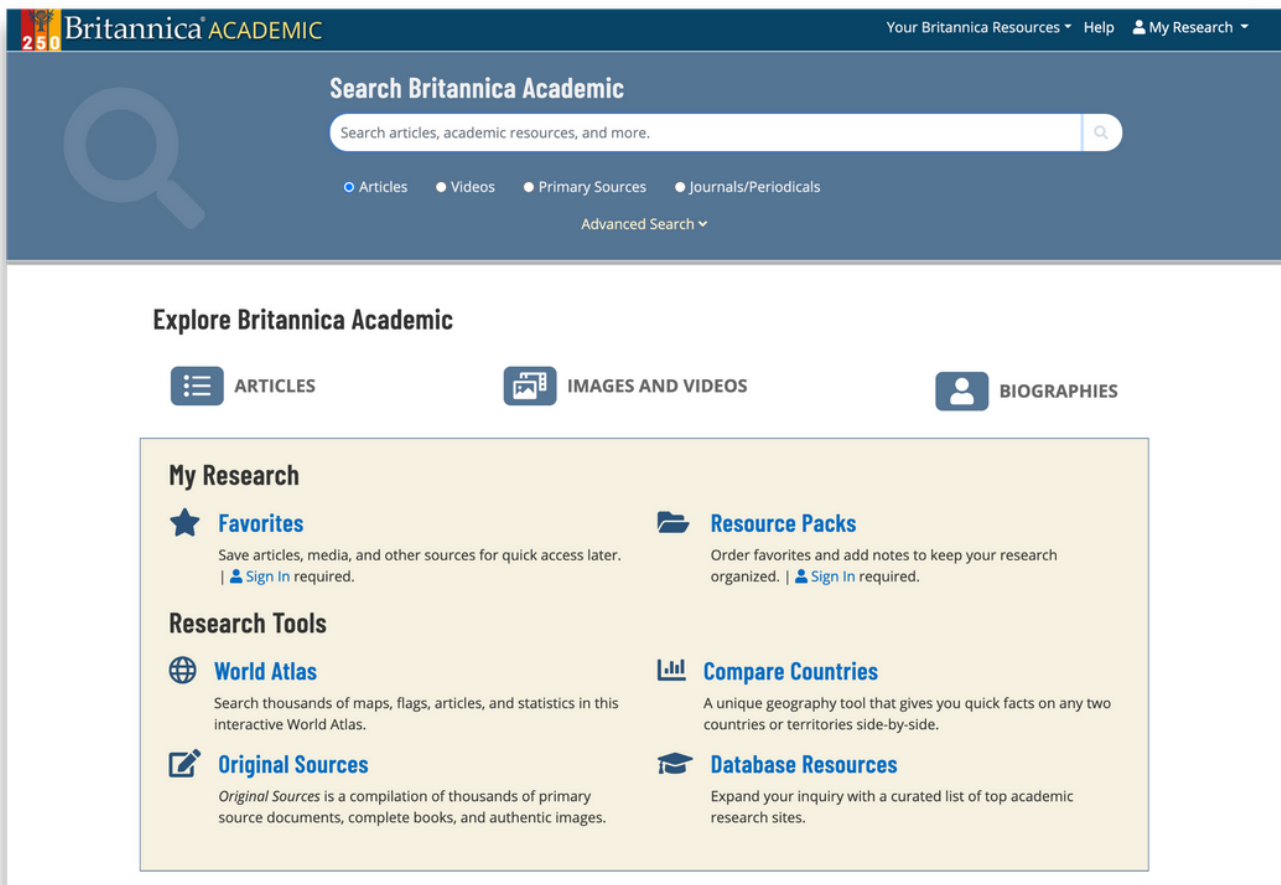 250 Britannica® ACADEMIC
Your Britannica Resources Help My Research
Search Britannica Academic
Search articles, academic resources, and more.
Articles Videos Primary Sources Journals/Periodicals
Advanced Search
Explore Britannica Academic
ARTICLES IMAGES AND VIDEOS BIOGRAPHIES
My Research
Favorites
Save articles, media, and other sources for quick access later.
| Sign In required.
Resource Packs
Order favorites and add notes to keep your research
organized. | Sign In required.
Research Tools
World Atlas
Search thousands of maps, flags, articles, and statistics in this
interactive World Atlas.
Compare Countries
A unique geography tool that gives you quick facts on any two
countries or territories side-by-side.
Original Sources
Original Sources is a compilation of thousands of primary
source documents, complete books, and authentic images.
Database Resources
Expand your inquiry with a curated list of top academic
research sites.